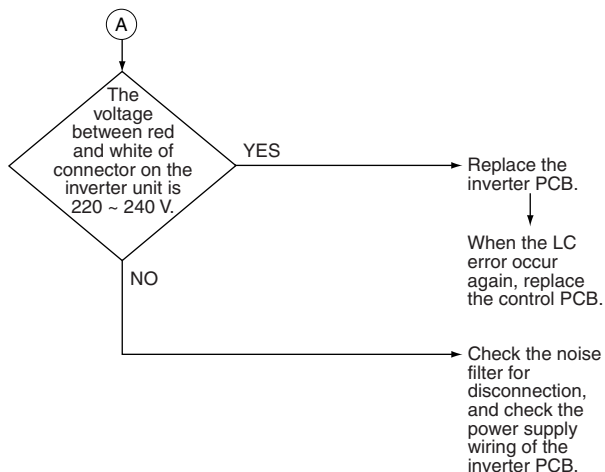 A
The
voltage
between red
and white of
connector on the
inverter unit is
220 ~ 240 V.
YES
Replace the
inverter PCB.
When the LC
error occur
again, replace
the control PCB.
NO
Check the noise
filter for
disconnection,
and check the
power supply
wiring of the
inverter PCB.